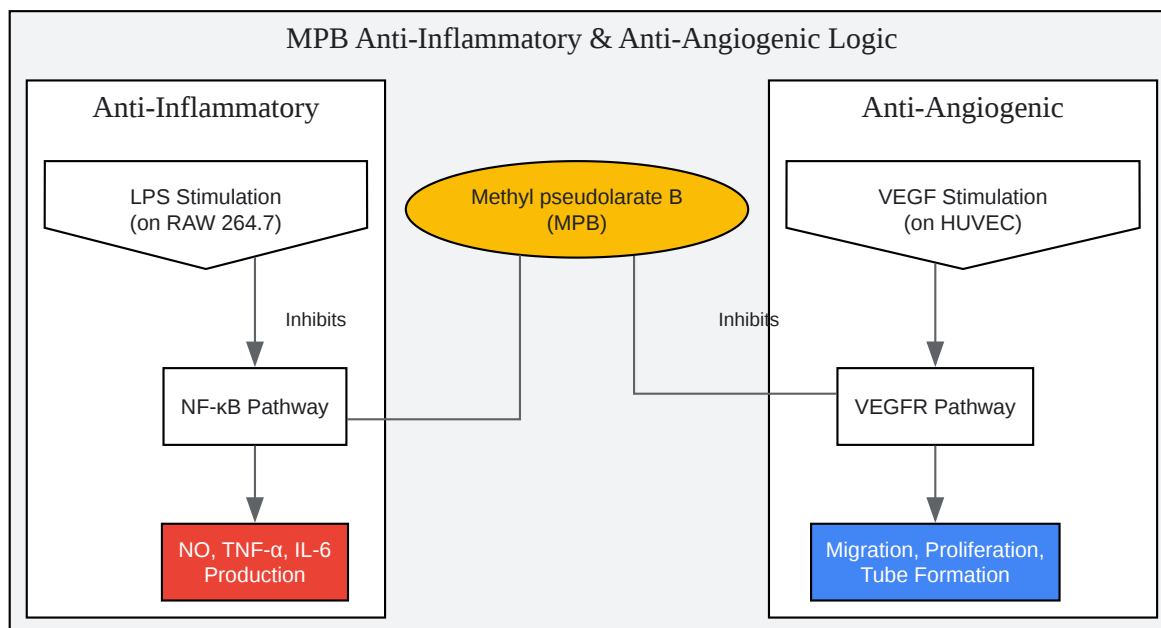 MPB Anti-Inflammatory & Anti-Angiogenic Logic
Anti-Inflammatory
LPS Stimulation
(on RAW 264.7)
Inhibits
NF-κB Pathway
NO, TNF-α, IL-6
Production
Methyl pseudolarate B
(MPB)
Anti-Angiogenic
VEGF Stimulation
(on HUVEC)
Inhibits
VEGFR Pathway
Migration, Proliferation,
Tube Formation